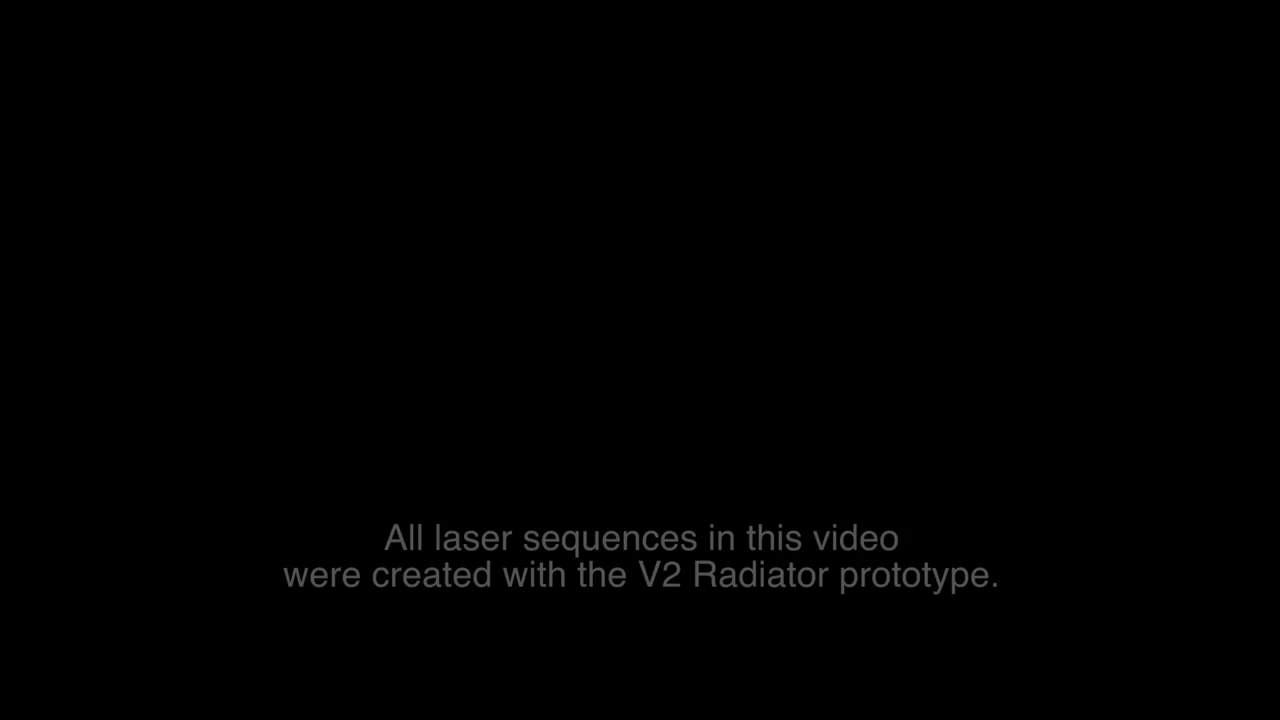 All laser sequences in this video
were created with the V2 Radiator prototype.